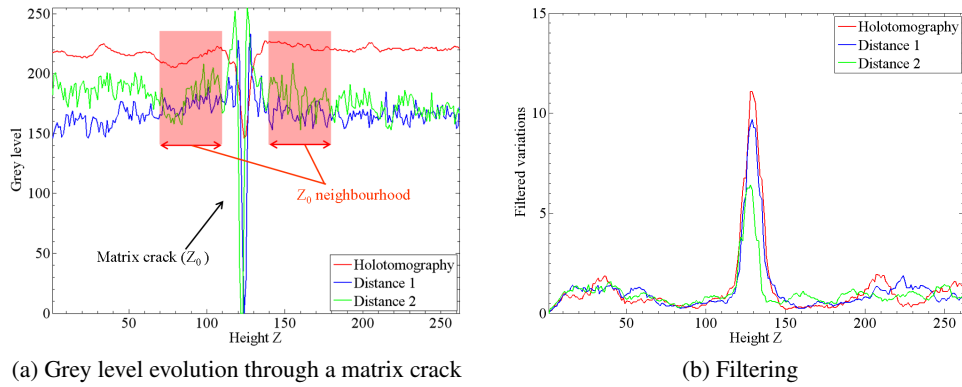 250
200
150
100
50
0
Grey level
50
100
150
200
250
Height Z
Z0 neighbourhood
Matrix crack (Z0 )
Holotomography
Distance 1
Distance 2
(a) Grey level evolution through a matrix crack
15
10
5
0
Filtered variations
50
100
150
200
250
Height Z
Holotomography
Distance 1
Distance 2
(b) Filtering